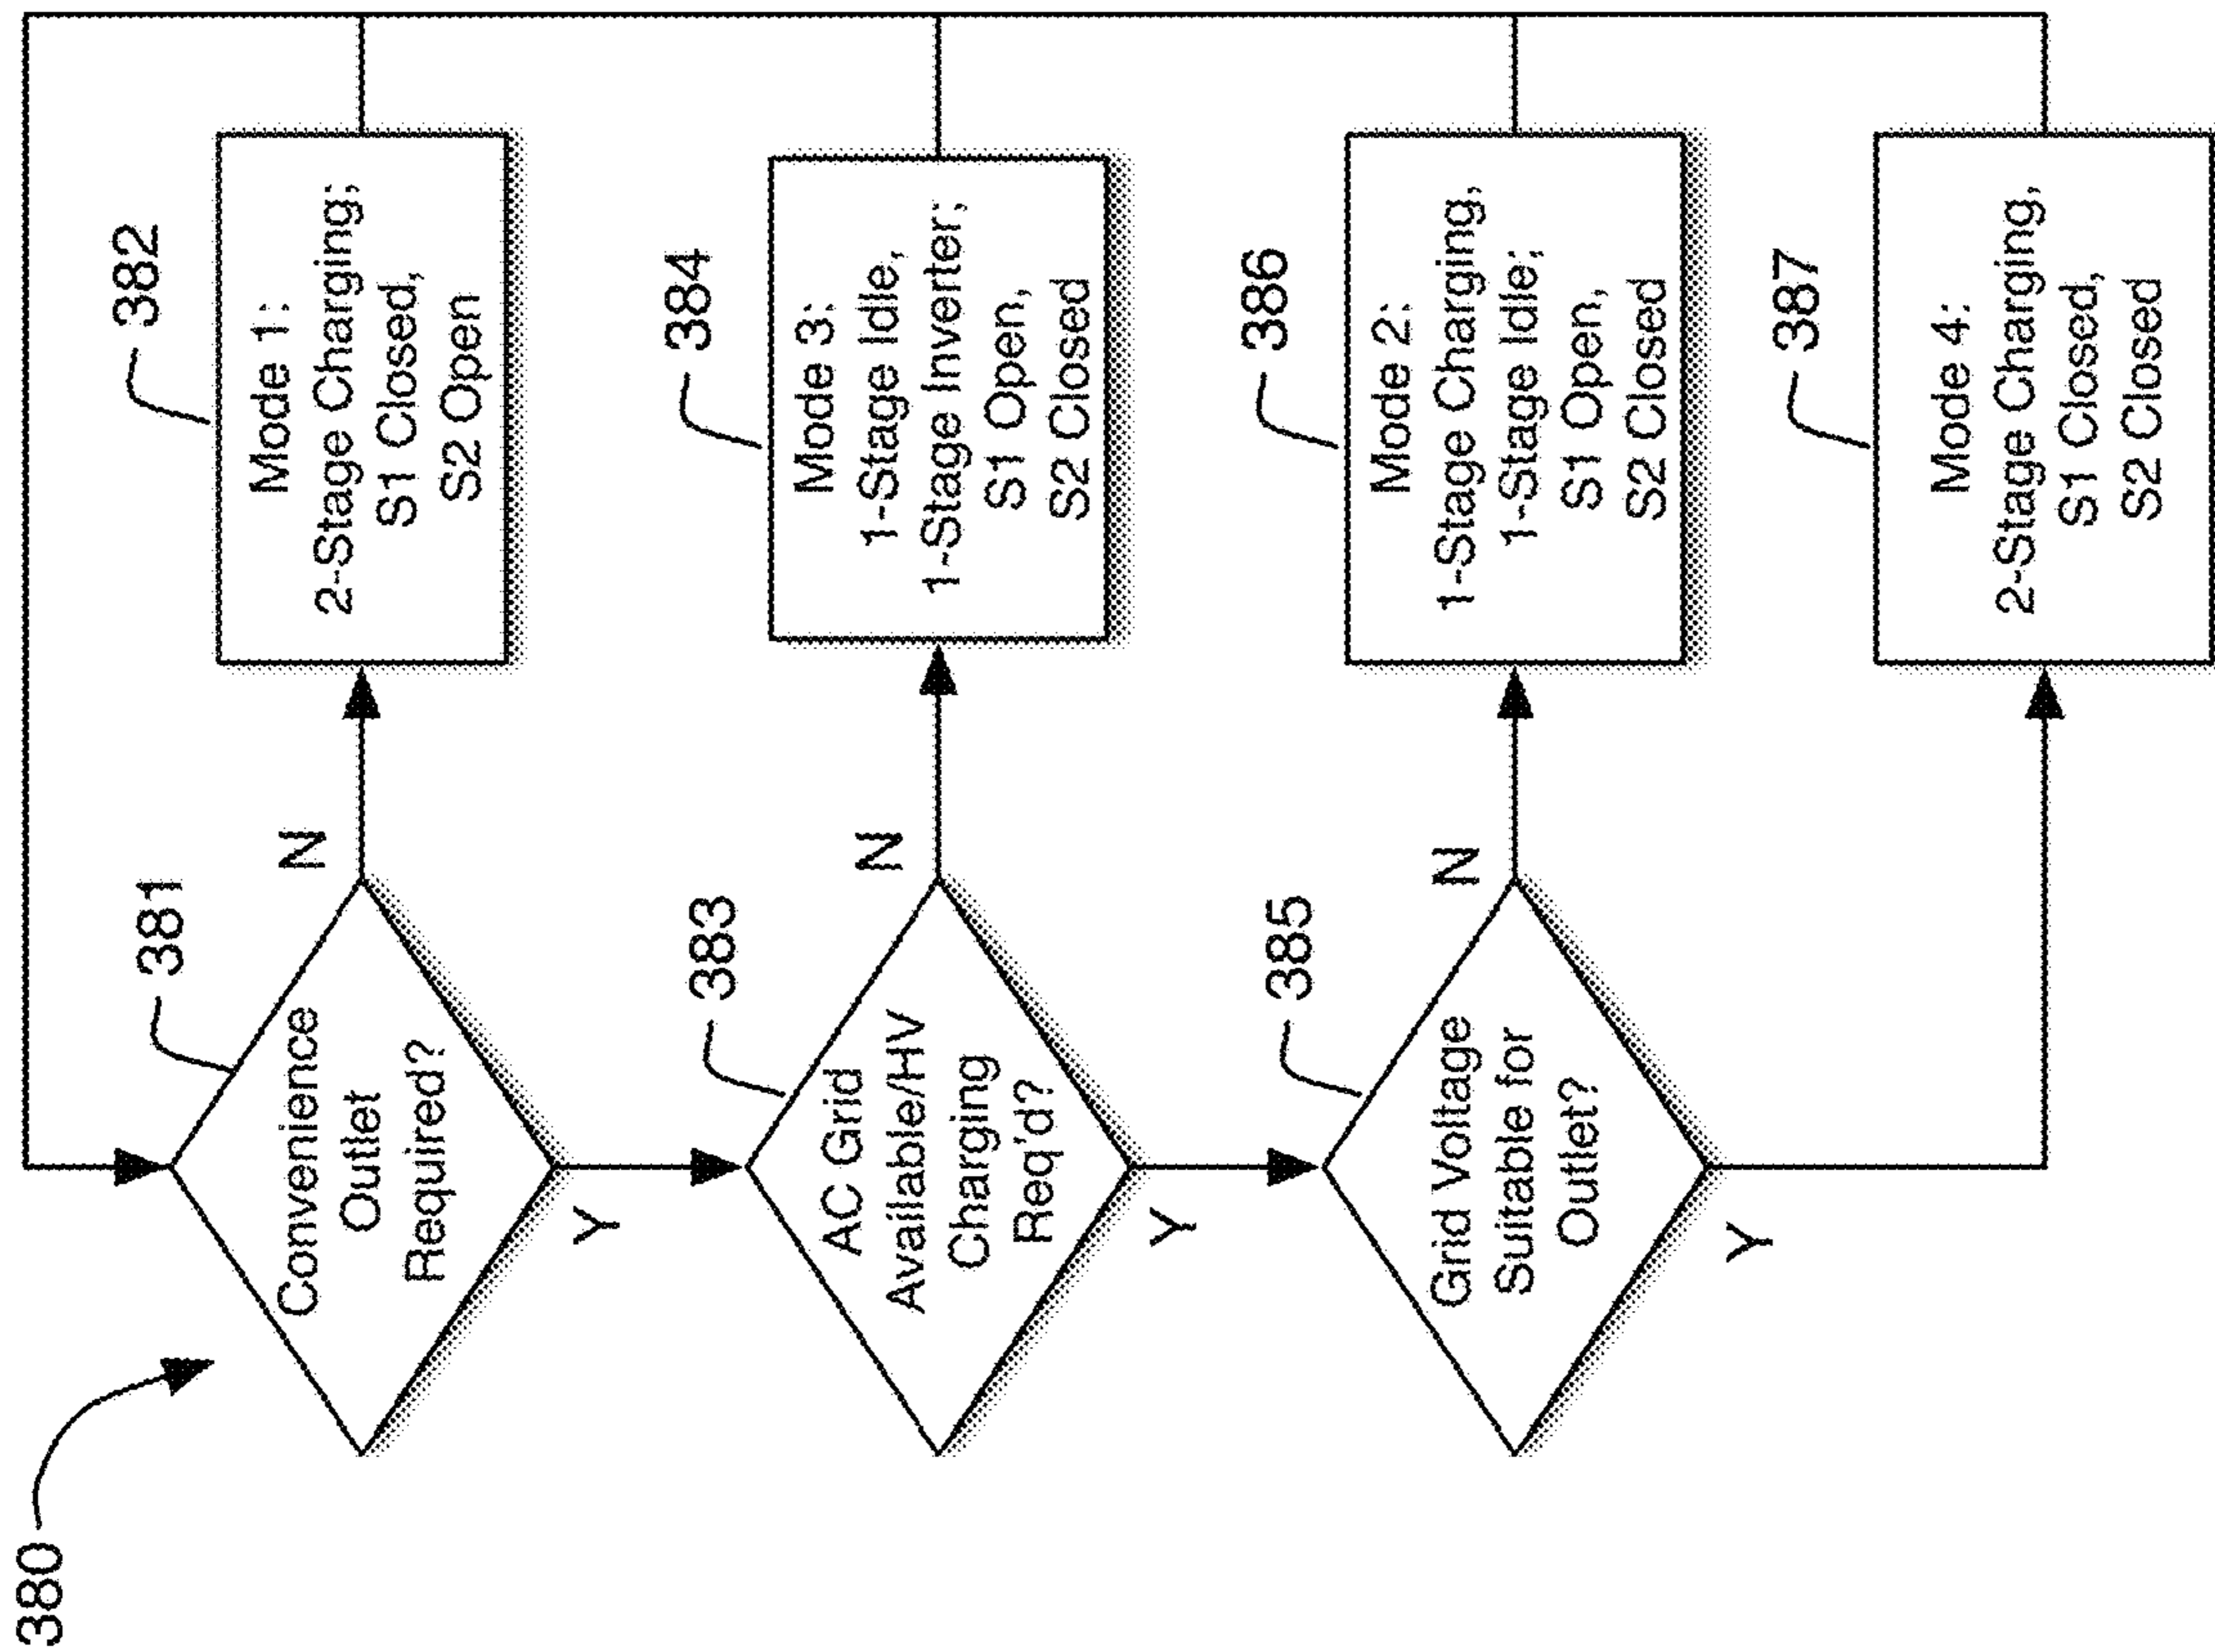 380
381
Convenience
Outlet
Required?
N
Y
382
Mode 1:
2-Stage Charging;
S1 Closed,
S2 Open
383
AC Grid
Available/HV
Charging
Req'd?
N
Y
384
Mode 3:
1-Stage Idle,
1-Stage Inverter;
S1 Open,
S2 Closed
385
Grid Voltage
Suitable for
Outlet?
N
Y
386
Mode 2:
1-Stage Charging,
1-Stage Idle;
S1 Open,
S2 Closed
387
Mode 4:
2-Stage Charging,
S1 Closed,
S2 Closed